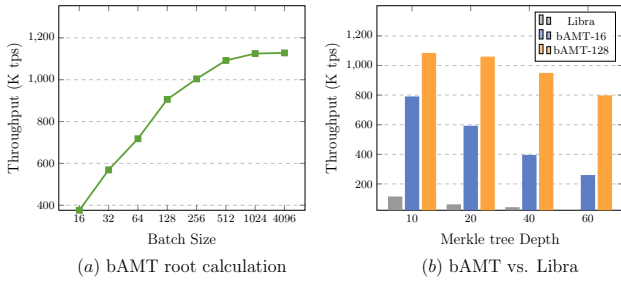 Throughput (K tps)
1,200
1,000
800
600
400
16 32 64 128 256 512 1024 4096
Batch Size
(a) bAMT root calculation
Throughput (K tps)
1,200
1,000
800
600
400
200
Libra
bAMT-16
bAMT-128
10 20 40 60
Merkle tree Depth
(b) bAMT vs. Libra